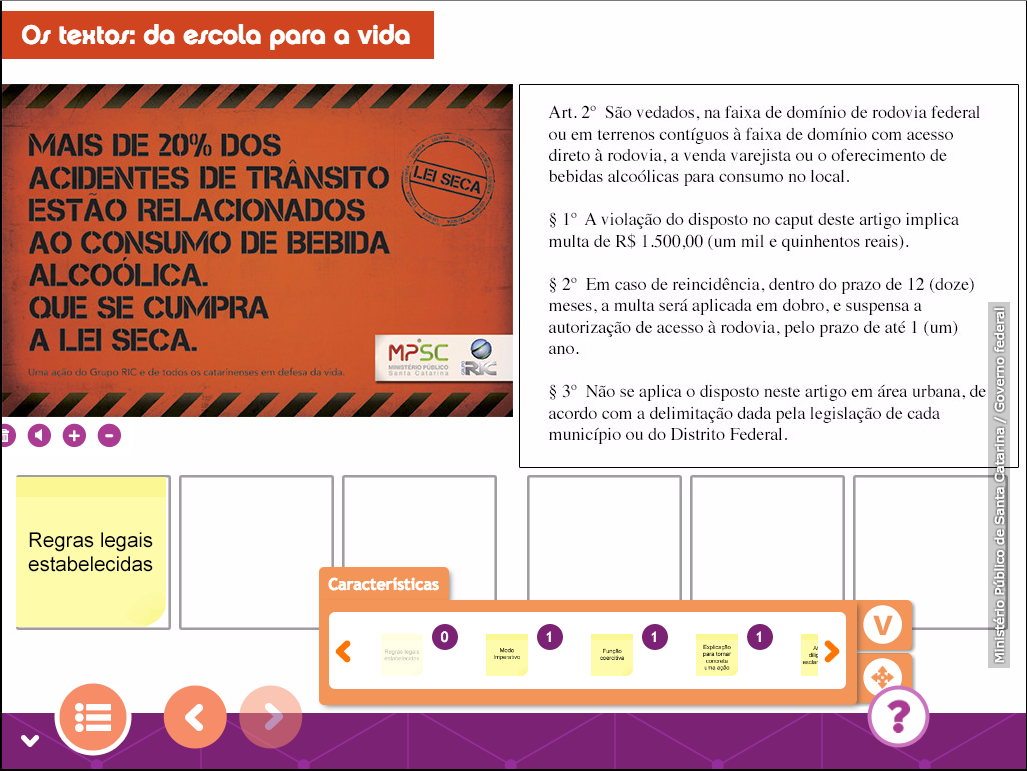 Os textos: da escola para a vida
MAIS DE 20% DOS
ACIDENTES DE TRÂNSITO
ESTÃO RELACIONADOS
AO CONSUMO DE BEBIDA
ALCOÓLICA.
QUE SE CUMPRA
A LEI SECA.
LEI SECA
MPSC
MINISTÉRIO PÚBLICO
Santa Catarina
RIC
Uma ação do Grupo RIC e de todos os catarinenses em defesa da vida.
Art. 2º São vedados, na faixa de domínio de rodovia federal
ou em terrenos contíguos à faixa de domínio com acesso
direto à rodovia, a venda varejista ou o oferecimento de
bebidas alcoólicas para consumo no local.
§ 1º A violação do disposto no caput deste artigo implica
multa de R$ 1.500,00 (um mil e quinhentos reais).
§ 2º Em caso de reincidência, dentro do prazo de 12 (doze)
meses, a multa será aplicada em dobro, e suspensa a
autorização de acesso à rodovia, pelo prazo de até 1 (um)
ano.
§ 3º Não se aplica o disposto neste artigo em área urbana, de
acordo com a delimitação dada pela legislação de cada
município ou do Distrito Federal.
Ministério Público de Santa Catarina / Governo federal
Regras legais
estabelecidas
Características
Regras legais
estabelecidas
0
Modo
imperativo
1
Função
coercitiva
1
Explicação
para tornar
concreta
uma ação
1
V
?